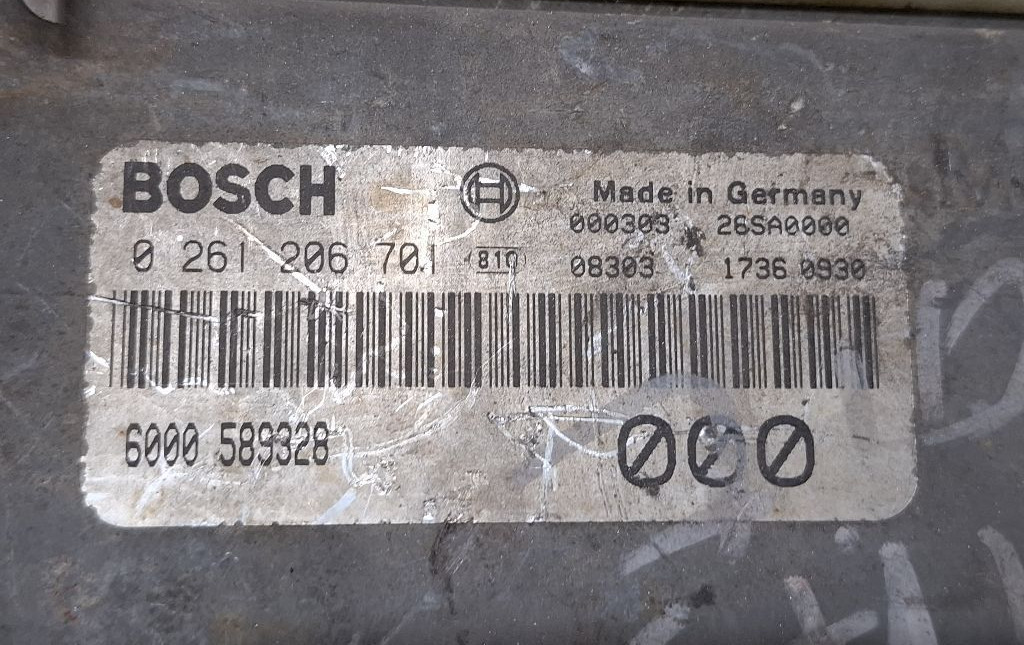 BOSCH
Made in Germany
000303 26SA0000
0 261 206 701 810
08303 1736 0930
6000 589328
000